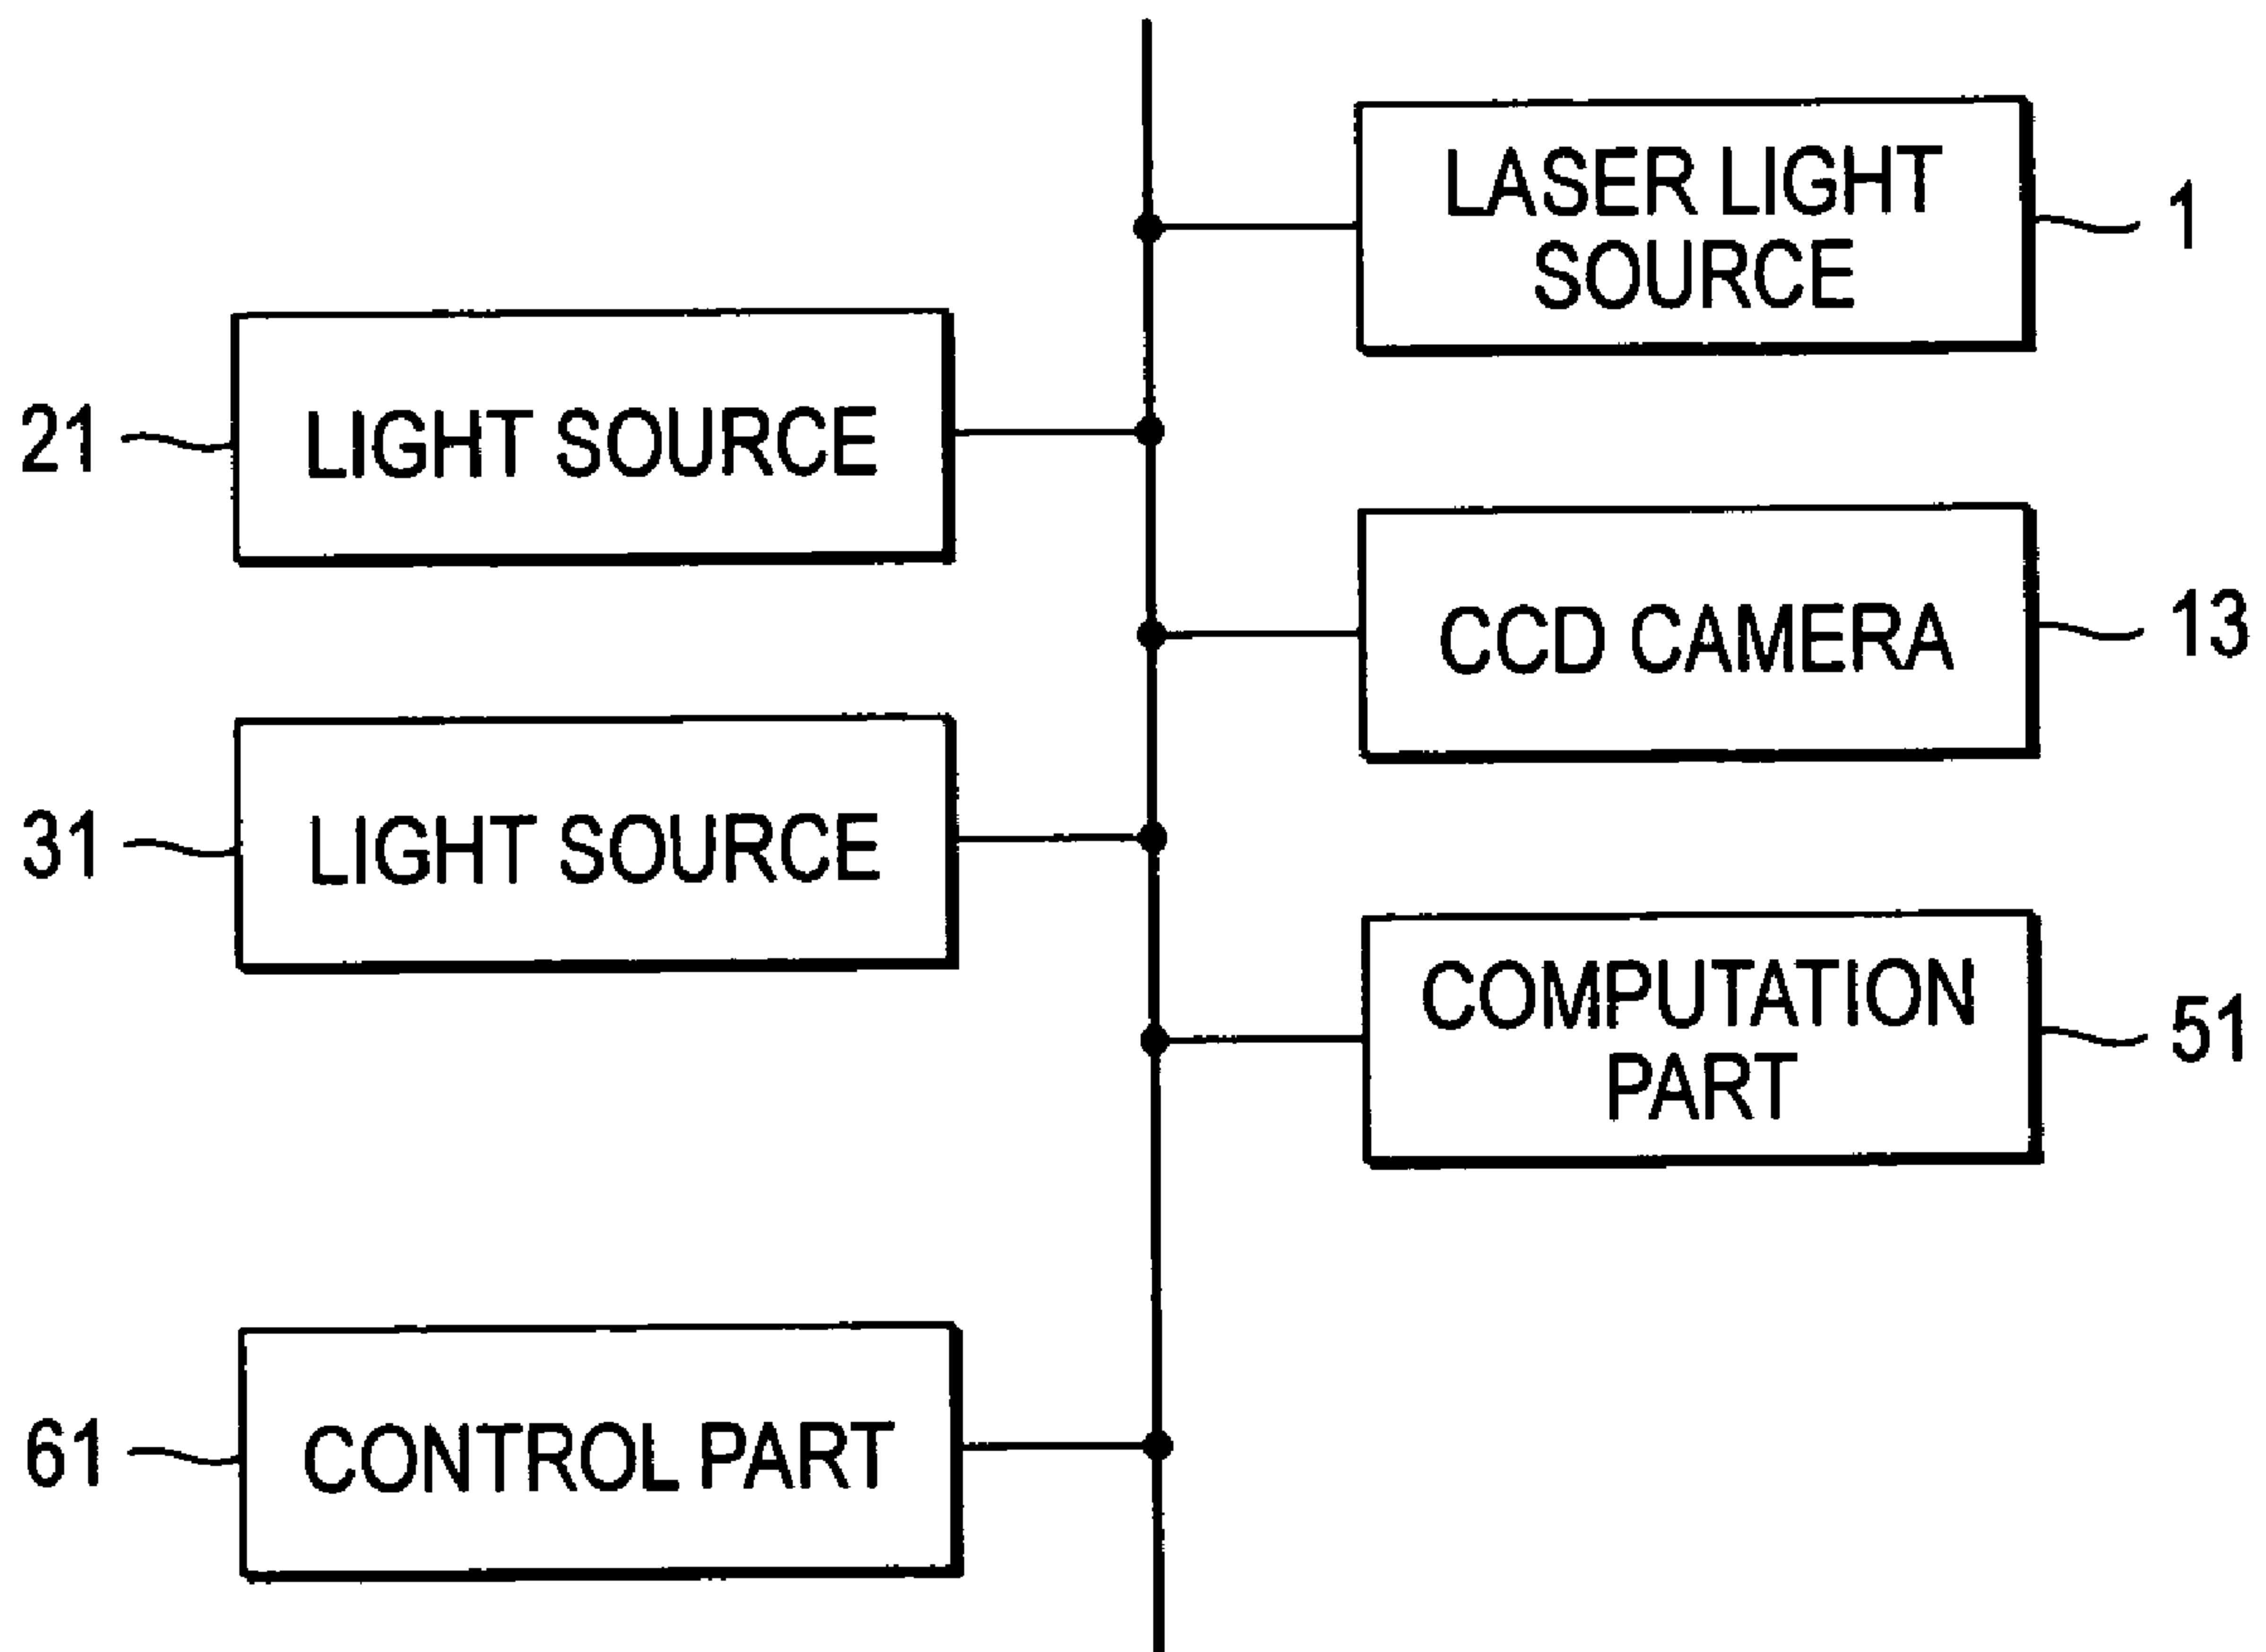 LASER LIGHT
SOURCE
1
21
LIGHT SOURCE
CCD CAMERA
13
31
LIGHT SOURCE
COMPUTATION
PART
51
61
CONTROL PART